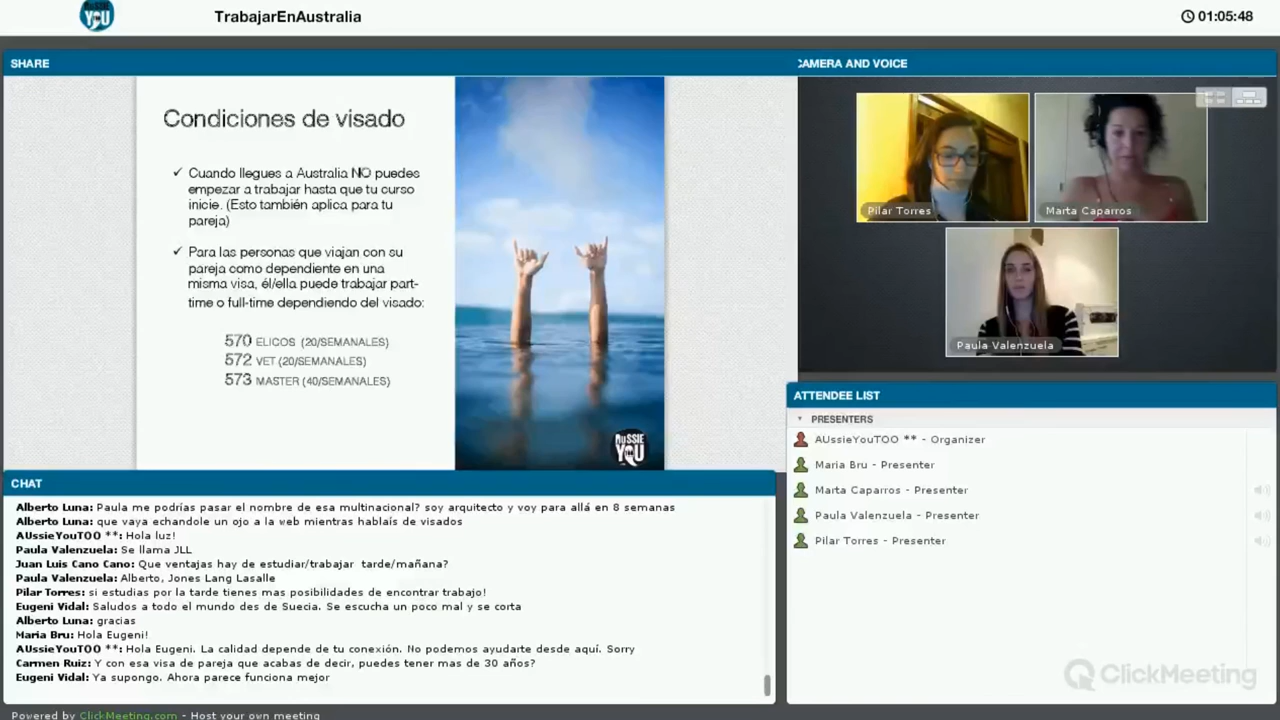 AUSSIE
YOU
TrabajarEnAustralia
01:05:48
SHARE
Condiciones de visado
✓ Cuando llegues a Australia NO puedes
empezar a trabajar hasta que tu curso
inicie. (Esto también aplica para tu
pareja)
✓ Para las personas que viajan con su
pareja como dependiente en una
misma visa, él/ella puede trabajar part-
time o full-time dependiendo del visado:
570 ELICOS (20/SEMANALES)
572 VET (20/SEMANALES)
573 MASTER (40/SEMANALES)
AUSSIE
YOU
CAMERA AND VOICE
Pilar Torres
Marta Caparros
Paula Valenzuela
ATTENDEE LIST
PRESENTERS
AUssieYouTOO ** - Organizer
Maria Bru - Presenter
Marta Caparros - Presenter
Paula Valenzuela - Presenter
Pilar Torres - Presenter
ClickMeeting
CHAT
Alberto Luna: Paula me podrías pasar el nombre de esa multinacional? soy arquitecto y voy para allá en 8 semanas
Alberto Luna: que vaya echandole un ojo a la web mientras hablaís de visados
AUssieYouTOO **: Hola luz!
Paula Valenzuela: Se llama JLL
Juan Luis Cano Cano: Que ventajas hay de estudiar/trabajar tarde/mañana?
Paula Valenzuela: Alberto, Jones Lang Lasalle
Pilar Torres: si estudias por la tarde tienes mas posibilidades de encontrar trabajo!
Eugeni Vidal: Saludos a todo el mundo des de Suecia. Se escucha un poco mal y se corta
Alberto Luna: gracias
Maria Bru: Hola Eugeni!
AUssieYouTOO **: Hola Eugeni. La calidad depende de tu conexión. No podemos ayudarte desde aquí. Sorry
Carmen Ruiz: Y con esa visa de pareja que acabas de decir, puedes tener mas de 30 años?
Eugeni Vidal: Ya supongo. Ahora parece funciona mejor
Powered by ClickMeeting.com - Host your own meeting